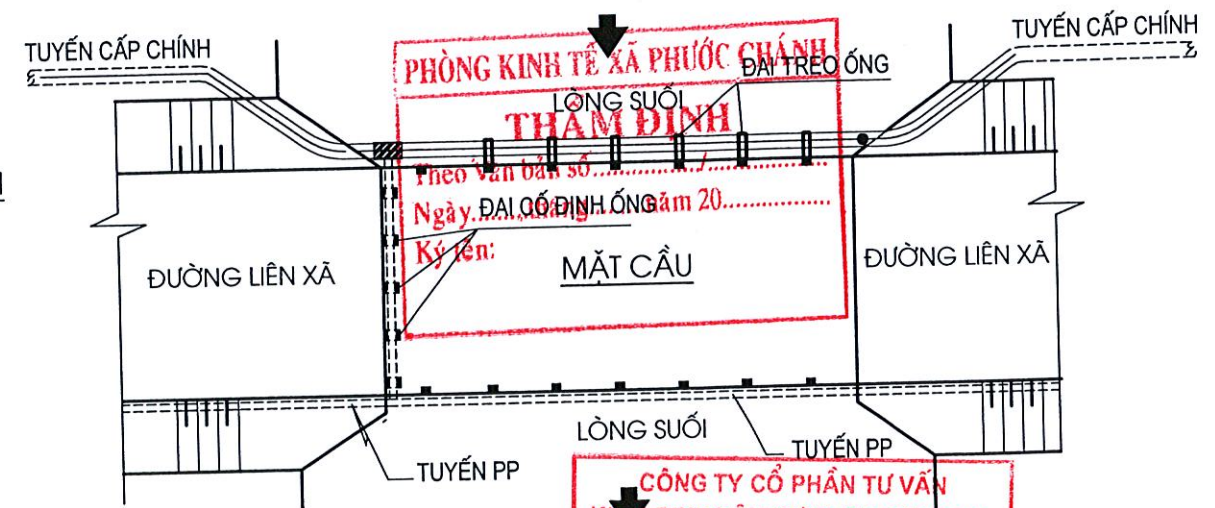 TUYẾN CẤP CHÍNH
TUYẾN CẤP CHÍNH
PHÒNG KINH TẾ XÃ PHƯỚC CHÁNH
ĐAI TREO ỐNG
LÒNG SUỐI
THẨM ĐỊNH
Theo Văn bản số................/......................
Ngày........tháng........năm 20..................
ĐAI CỐ ĐỊNH ỐNG
Ký tên:
ĐƯỜNG LIÊN XÃ
MẶT CẦU
ĐƯỜNG LIÊN XÃ
LÒNG SUỐI
TUYẾN PP
TUYẾN PP
CÔNG TY CỔ PHẦN TƯ VẤN